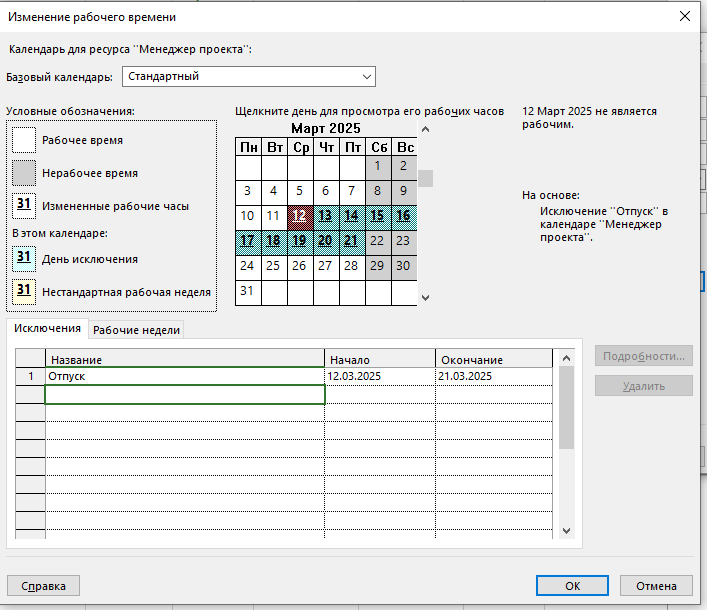 Изменение рабочего времени
Календарь для ресурса "Менеджер проекта":
Базовый календарь: Стандартный
Условные обозначения:
Рабочее время
Нерабочее время
31 Измененные рабочие часы
В этом календаре:
31 День исключения
31 Нестандартная рабочая неделя
Щелкните день для просмотра его рабочих часов
Март 2025
Пн Вт Ср Чт Пт Сб Вс
1 2
3 4 5 6 7 8 9
10 11 12 13 14 15 16
17 18 19 20 21 22 23
24 25 26 27 28 29 30
31
12 Март 2025 не является
рабочим.
На основе:
Исключение "Отпуск" в
календаре "Менеджер
проекта".
Исключения Рабочие недели
Название Начало Окончание
1 Отпуск 12.03.2025 21.03.2025
Подробности...
Удалить
Справка ОК Отмена